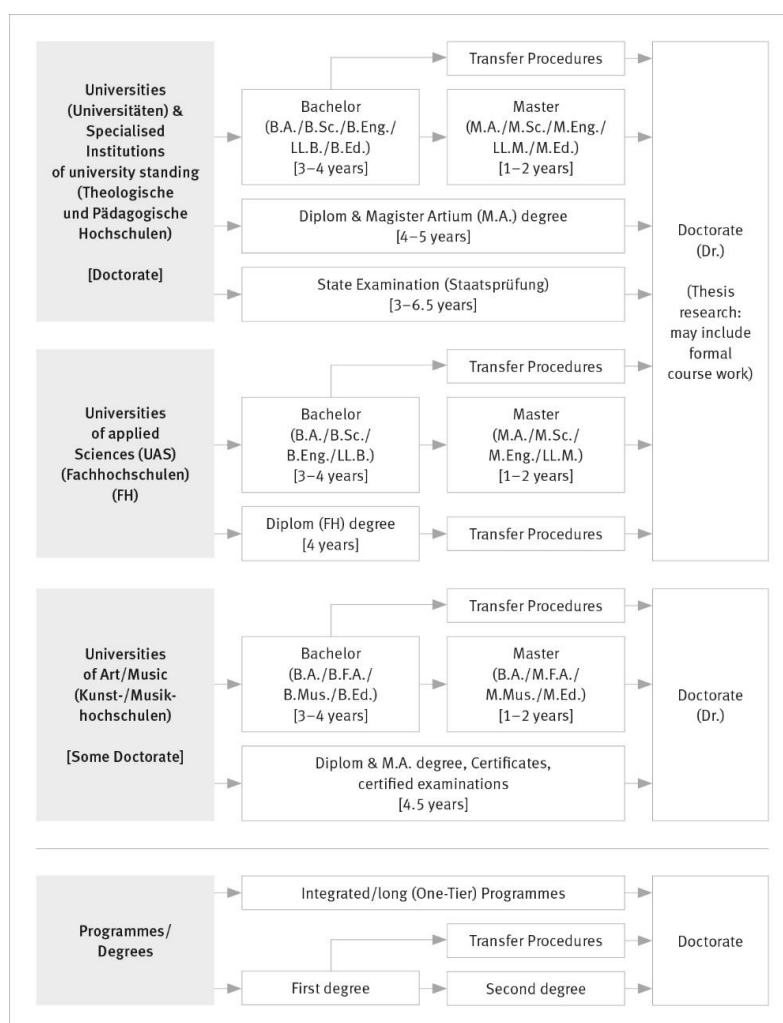 Universities
(Universitäten) &
Specialised
Institutions
of university standing
(Theologische
und Pädagogische
Hochschulen)
[Doctorate]
Transfer Procedures
Bachelor
(B.A./B.Sc./B.Eng./
LL.B./B.Ed.)
[3–4 years]
Master
(M.A./M.Sc./M.Eng./
LL.M./M.Ed.)
[1–2 years]
Diplom & Magister Artium (M.A.) degree
[4–5 years]
State Examination (Staatsprüfung)
[3–6.5 years]
Doctorate
(Dr.)
(Thesis
research:
may include
formal
course work)
Universities
of applied
Sciences (UAS)
(Fachhochschulen)
(FH)
Transfer Procedures
Bachelor
(B.A./B.Sc./
B.Eng./LL.B.)
[3–4 years]
Master
(M.A./M.Sc./
M.Eng./LL.M.)
[1–2 years]
Diplom (FH) degree
[4 years]
Transfer Procedures
Universities
of Art/Music
(Kunst-/Musik-
hochschulen)
[Some Doctorate]
Transfer Procedures
Bachelor
(B.A./B.F.A./
B.Mus./B.Ed.)
[3–4 years]
Master
(B.A./M.F.A./
M.Mus./M.Ed.)
[1–2 years]
Diplom & M.A. degree, Certificates,
certified examinations
[4.5 years]
Doctorate
(Dr.)
Programmes/
Degrees
Integrated/long (One-Tier) Programmes
Transfer Procedures
First degree
Second degree
Doctorate